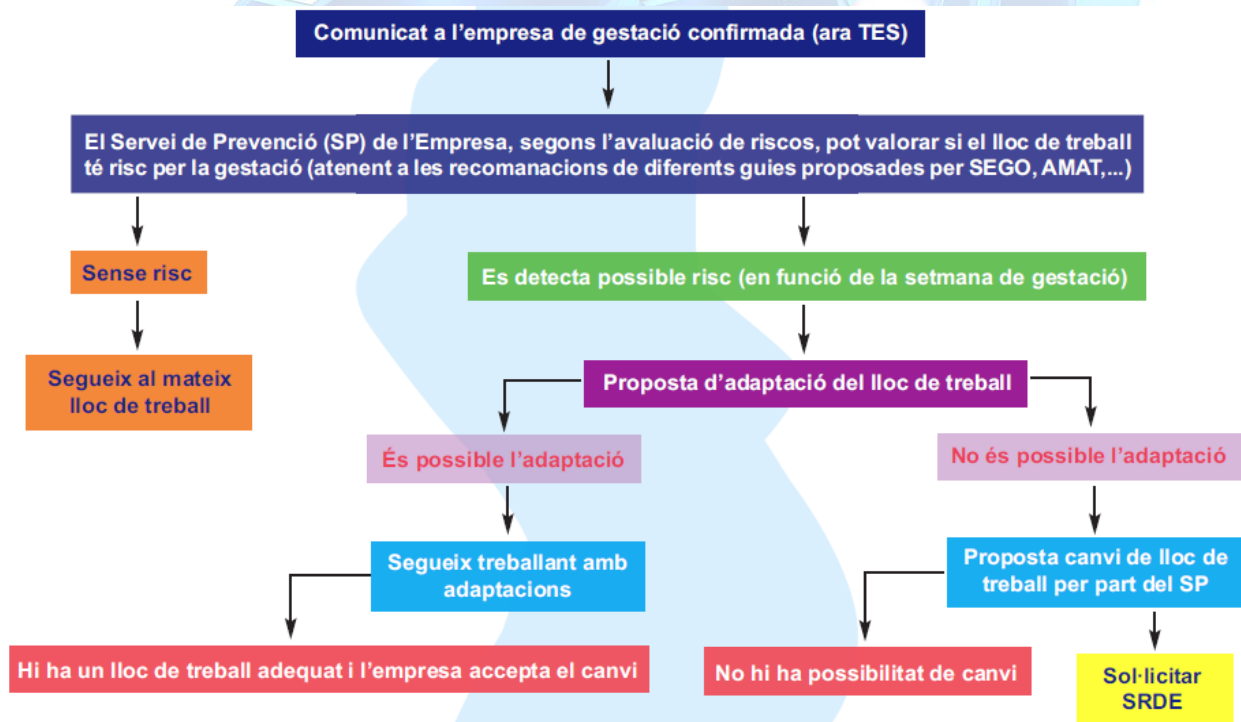 Comunicat a l’empresa de gestació confirmada (ara TES)
El Servei de Prevenció (SP) de l’Empresa, segons l’avaluació de riscos, pot valorar si el lloc de treball
té risc per la gestació (atenent a les recomanacions de diferents guies proposades per SEGO, AMAT,...)
Sense risc
Es detecta possible risc (en funció de la setmana de gestació)
Segueix al mateix
lloc de treball
Proposta d’adaptació del lloc de treball
És possible l’adaptació
No és possible l’adaptació
Segueix treballant amb
adaptacions
Proposta canvi de lloc de
treball per part del SP
Hi ha un lloc de treball adequat i l’empresa accepta el canvi
No hi ha possibilitat de canvi
Sol·licitar
SRDE